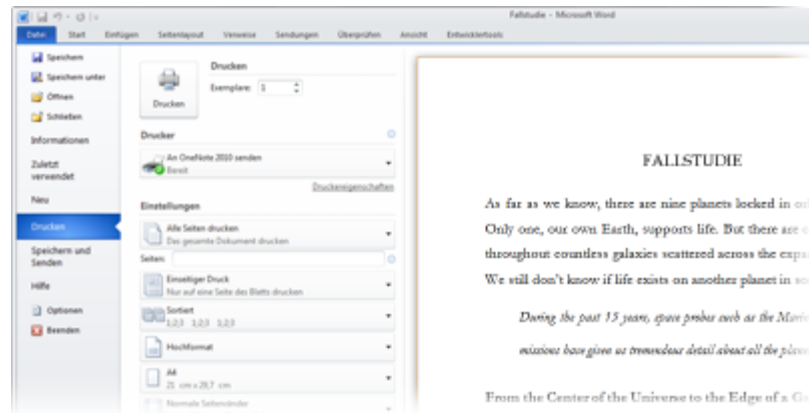 Fallstudie - Microsoft Word
Datei Start Einfügen Seitenlayout Verweise Sendungen Überprüfen Ansicht Entwicklertools
Speichern
Speichern unter
Öffnen
Schließen
Informationen
Zuletzt
verwendet
Neu
Drucken
Speichern und
Senden
Hilfe
Optionen
Beenden
Drucken
Drucken
Exemplare: 1
Drucker
An OneNote 2010 senden
Bereit
Druckereigenschaften
Einstellungen
Alle Seiten drucken
Das gesamte Dokument drucken
Seiten:
Einseitiger Druck
Nur auf eine Seite des Blatts drucken
Sortiert
1;2;3 1;2;3 1;2;3
Hochformat
A4
21 cm x 29,7 cm
Normale Seitenränder
FALLSTUDIE
As far as we know, there are nine planets locked in
Only one, our own Earth, supports life. But there are
throughout countless galaxies scattered across the
We still don't know if life exists on another planet in
During the past 15 years, space probes such as the
missions have given us tremendous detail about all the
From the Center of the Universe to the Edge of a